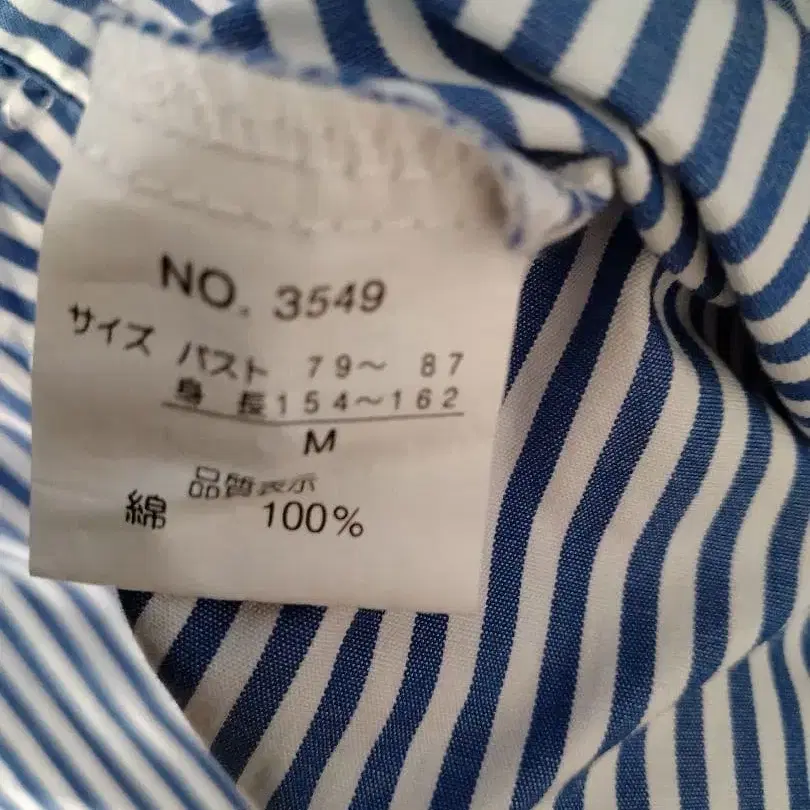 NO. 3549
サイズ バスト 79～ 87
身 長154～162
M
品質表示
綿 100%